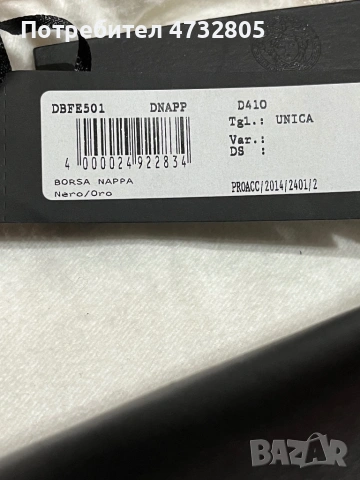 Потребител 4732805
DBFE501 DNAPP D410
Tgl.: UNICA
Var.:
DS :
4 000024 922834
BORSA NAPPA
Nero/Oro
PROACC/2014/2401/2
BAZAR